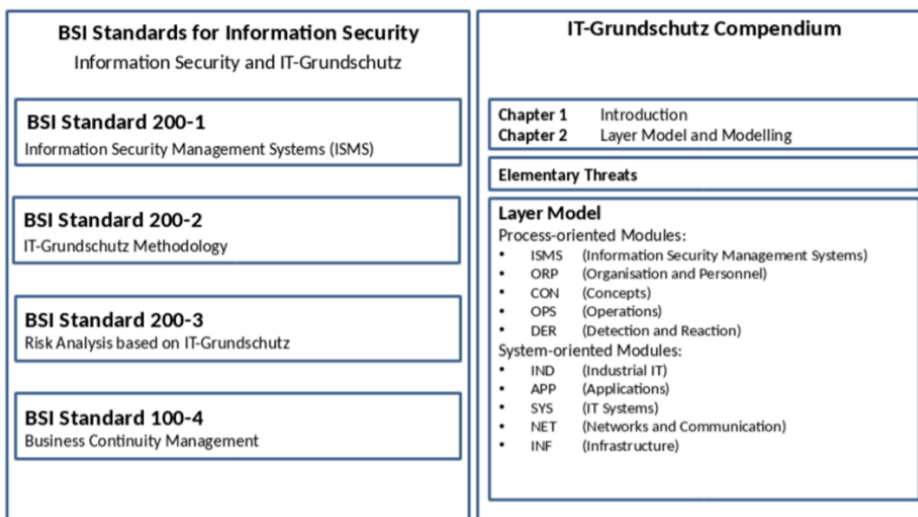 BSI Standards for Information Security
Information Security and IT-Grundschutz
BSI Standard 200-1
Information Security Management Systems (ISMS)
BSI Standard 200-2
IT-Grundschutz Methodology
BSI Standard 200-3
Risk Analysis based on IT-Grundschutz
BSI Standard 100-4
Business Continuity Management
IT-Grundschutz Compendium
Chapter 1 Introduction
Chapter 2 Layer Model and Modelling
Elementary Threats
Layer Model
Process-oriented Modules:
• ISMS (Information Security Management Systems)
• ORP (Organisation and Personnel)
• CON (Concepts)
• OPS (Operations)
• DER (Detection and Reaction)
System-oriented Modules:
• IND (Industrial IT)
• APP (Applications)
• SYS (IT Systems)
• NET (Networks and Communication)
• INF (Infrastructure)